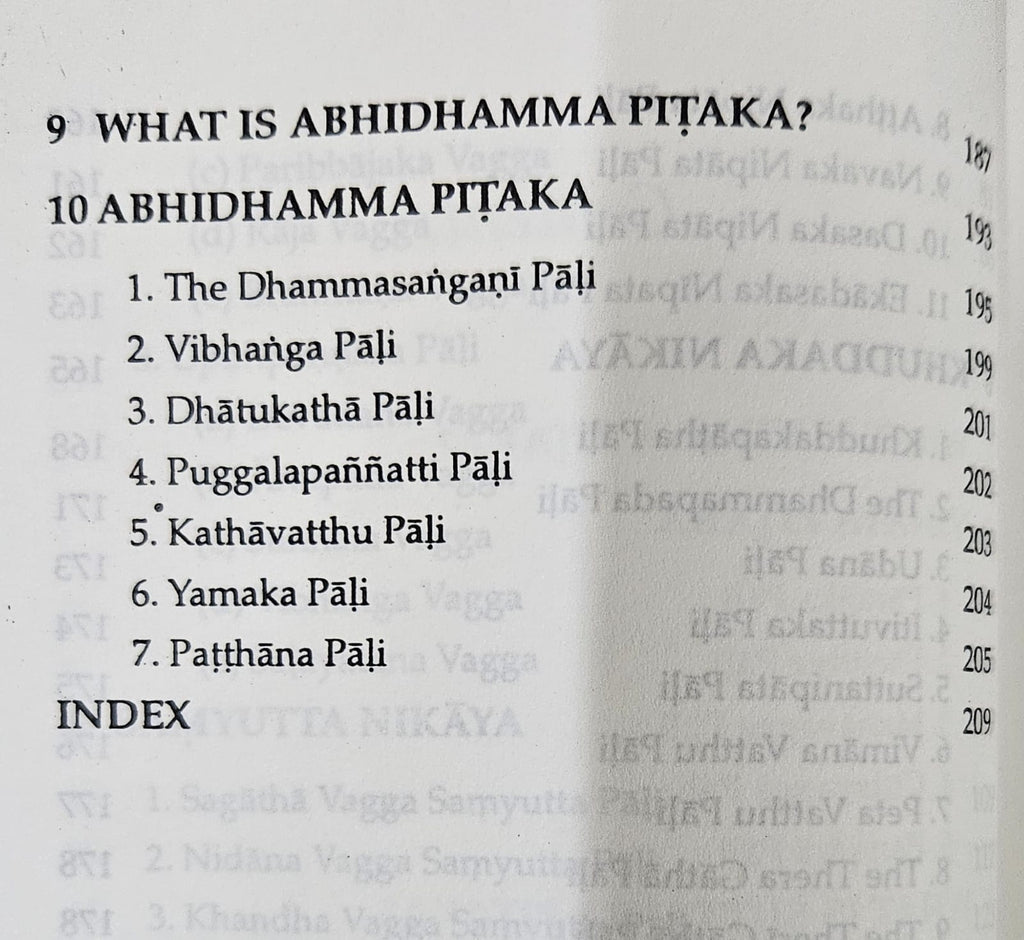 9 WHAT IS ABHIDHAMMA PIṬAKA? 187
10 ABHIDHAMMA PIṬAKA 193
1. The Dhammasaṅgaṇī Pāḷi 195
2. Vibhaṅga Pāḷi 199
3. Dhātukathā Pāḷi 201
4. Puggalapaññatti Pāḷi 202
5. Kathāvatthu Pāḷi 203
6. Yamaka Pāḷi 204
7. Paṭṭhāna Pāḷi 205
INDEX 209